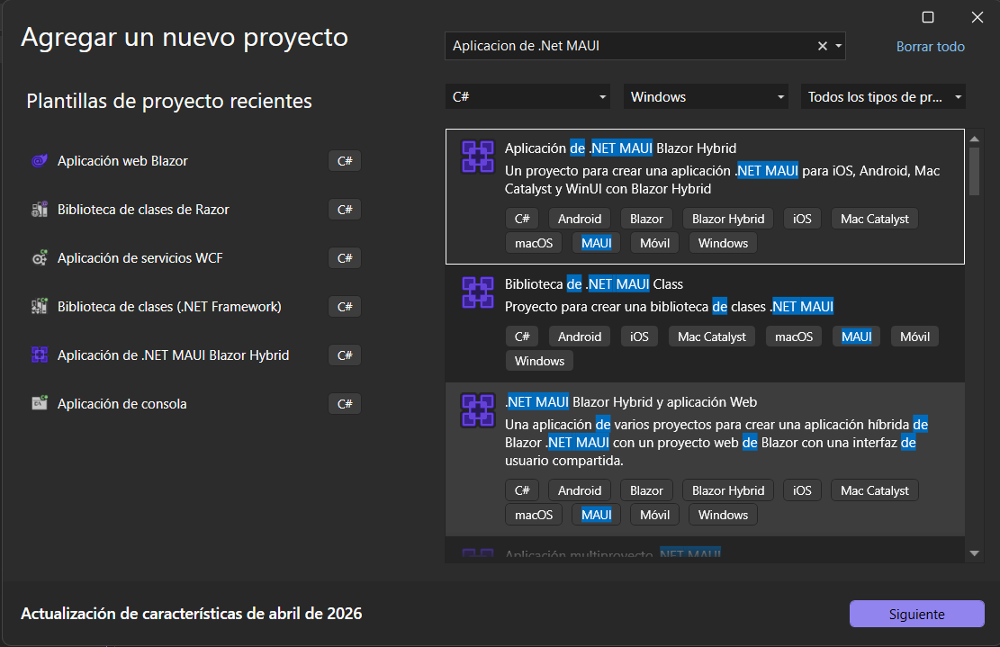 Agregar un nuevo proyecto
Aplicacion de .Net MAUI
Borrar todo
Plantillas de proyecto recientes
C#
Windows
Todos los tipos de pr...
Aplicación web Blazor C#
Biblioteca de clases de Razor C#
Aplicación de servicios WCF C#
Biblioteca de clases (.NET Framework) C#
Aplicación de .NET MAUI Blazor Hybrid C#
Aplicación de consola C#
Aplicación de .NET MAUI Blazor Hybrid
Un proyecto para crear una aplicación .NET MAUI para iOS, Android, Mac
Catalyst y WinUI con Blazor Hybrid
C# Android Blazor Blazor Hybrid iOS Mac Catalyst
macOS MAUI Móvil Windows
Biblioteca de .NET MAUI Class
Proyecto para crear una biblioteca de clases .NET MAUI
C# Android iOS Mac Catalyst macOS MAUI Móvil
Windows
.NET MAUI Blazor Hybrid y aplicación Web
Una aplicación de varios proyectos para crear una aplicación híbrida de
Blazor .NET MAUI con un proyecto web de Blazor con una interfaz de
usuario compartida.
C# Android Blazor Blazor Hybrid iOS Mac Catalyst
macOS MAUI Móvil Windows
Aplicación multiproyecto .NET MAUI
Actualización de características de abril de 2026
Siguiente